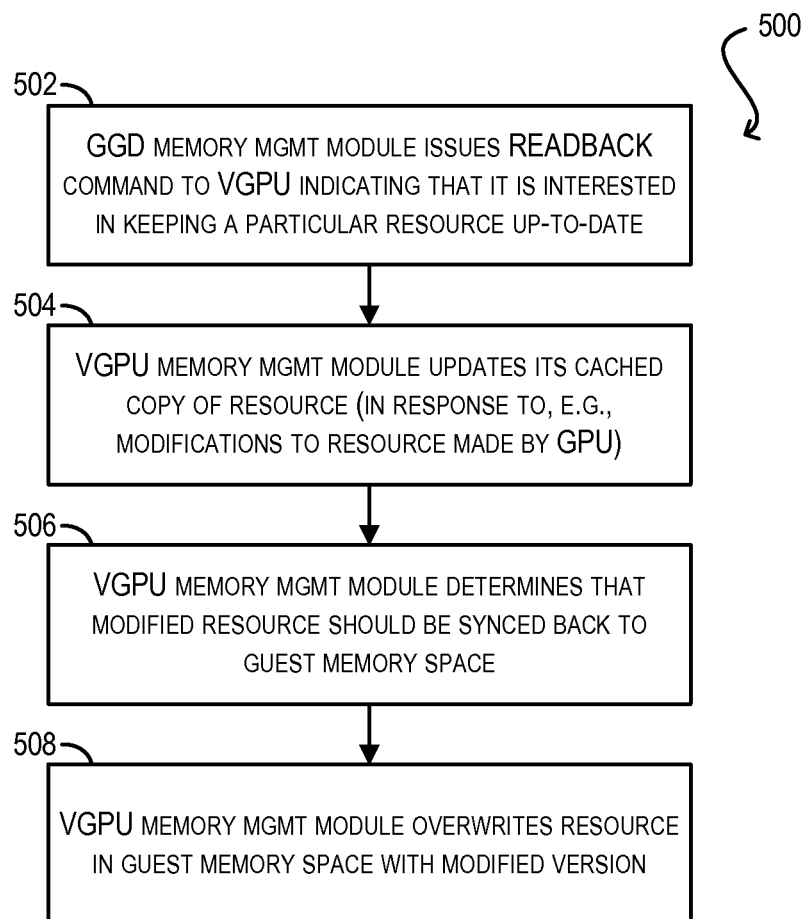 500
502
GGD MEMORY MGMT MODULE ISSUES READBACK
COMMAND TO VGPU INDICATING THAT IT IS INTERESTED
IN KEEPING A PARTICULAR RESOURCE UP-TO-DATE
504
VGPU MEMORY MGMT MODULE UPDATES ITS CACHED
COPY OF RESOURCE (IN RESPONSE TO, E.G.,
MODIFICATIONS TO RESOURCE MADE BY GPU)
506
VGPU MEMORY MGMT MODULE DETERMINES THAT
MODIFIED RESOURCE SHOULD BE SYNCED BACK TO
GUEST MEMORY SPACE
508
VGPU MEMORY MGMT MODULE OVERWRITES RESOURCE
IN GUEST MEMORY SPACE WITH MODIFIED VERSION